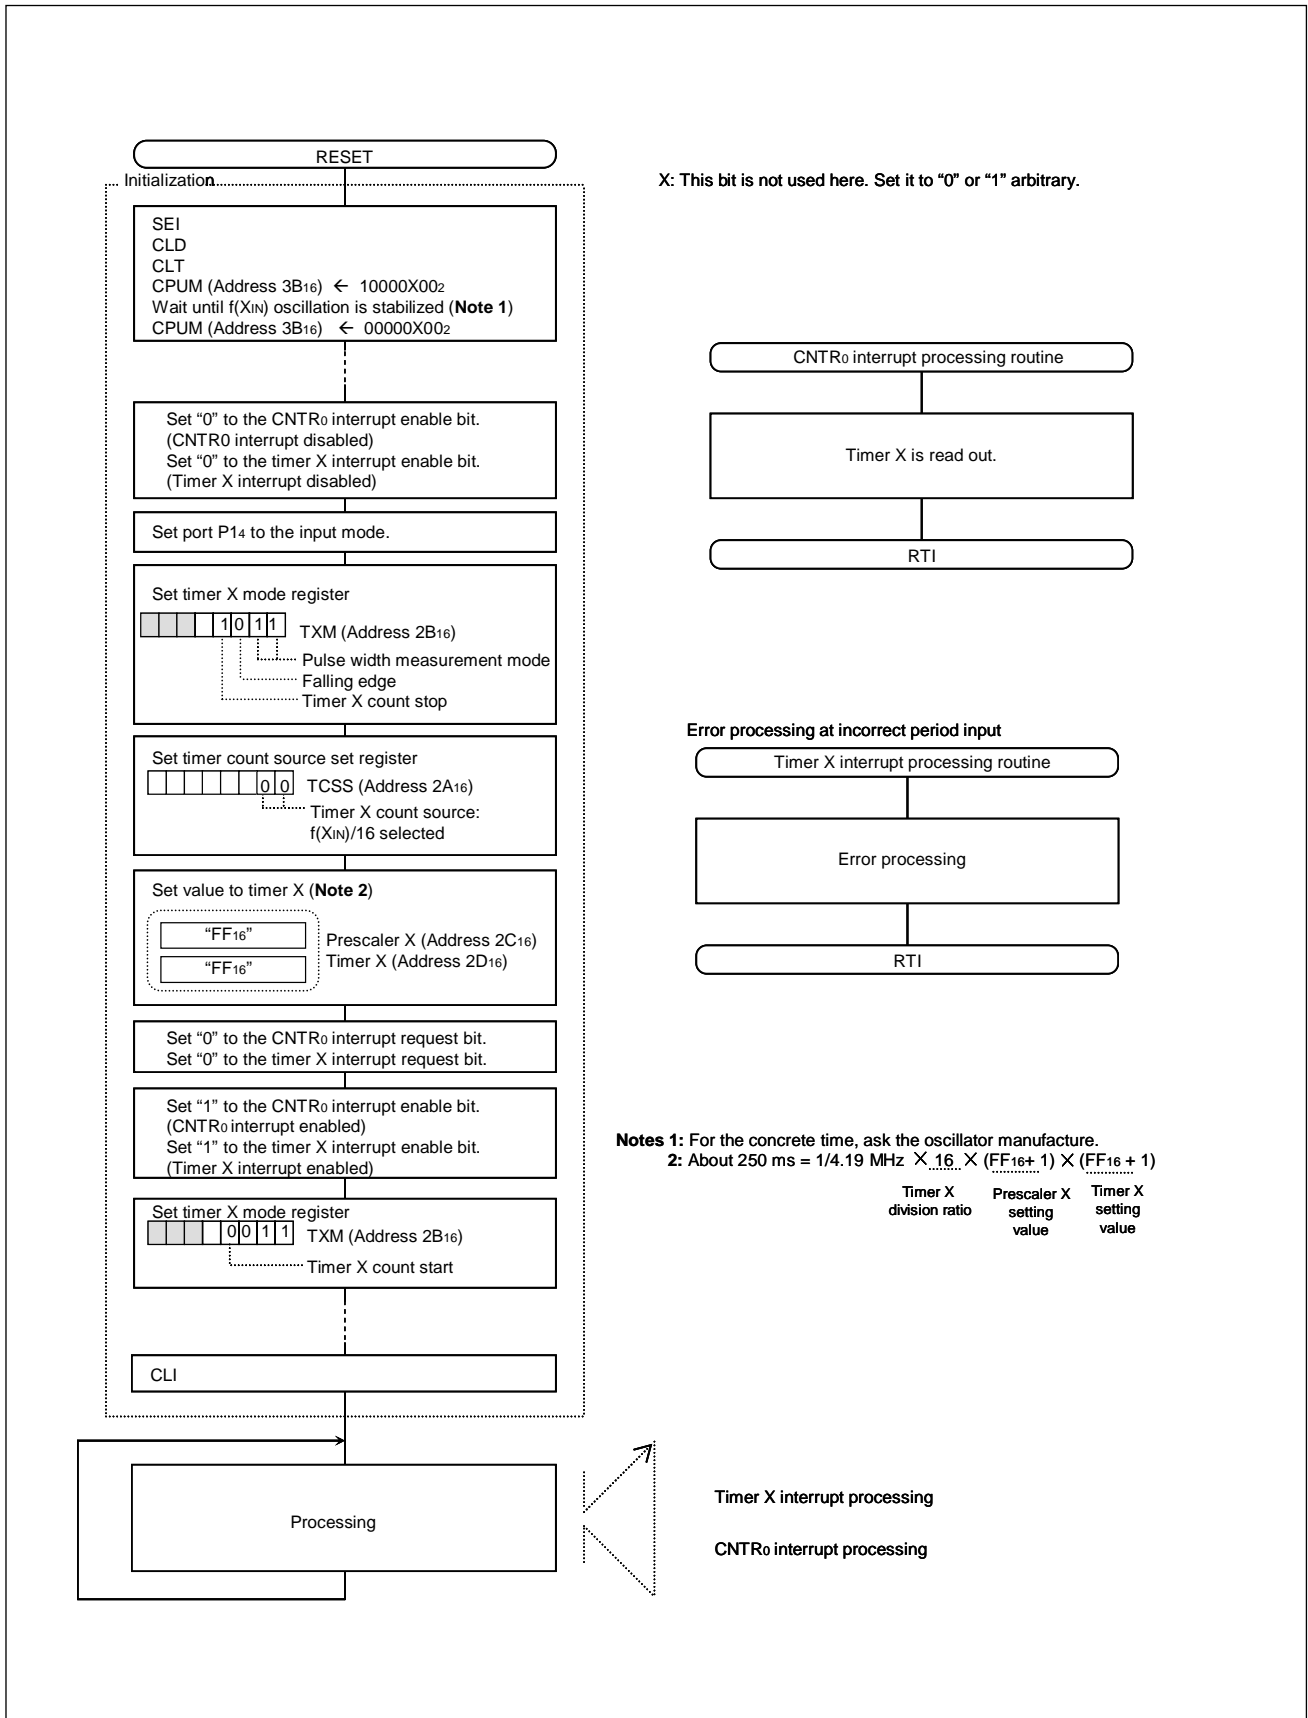 RESET
Initialization
SEI
CLD
CLT
CPUM (Address 3B16) ← 10000X002
Wait until f(XIN) oscillation is stabilized (Note 1)
CPUM (Address 3B16) ← 00000X002
Set “0” to the CNTR0 interrupt enable bit.
(CNTR0 interrupt disabled)
Set “0” to the timer X interrupt enable bit.
(Timer X interrupt disabled)
Set port P14 to the input mode.
Set timer X mode register
1 0 1 1 TXM (Address 2B16)
Pulse width measurement mode
Falling edge
Timer X count stop
Set timer count source set register
0 0 TCSS (Address 2A16)
Timer X count source:
f(XIN)/16 selected
Set value to timer X (Note 2)
“FF16”
Prescaler X (Address 2C16)
“FF16”
Timer X (Address 2D16)
Set “0” to the CNTR0 interrupt request bit.
Set “0” to the timer X interrupt request bit.
Set “1” to the CNTR0 interrupt enable bit.
(CNTR0 interrupt enabled)
Set “1” to the timer X interrupt enable bit.
(Timer X interrupt enabled)
Set timer X mode register
0 0 1 1 TXM (Address 2B16)
Timer X count start
CLI
Processing
X: This bit is not used here. Set it to “0” or “1” arbitrary.
CNTR0 interrupt processing routine
Timer X is read out.
RTI
Error processing at incorrect period input
Timer X interrupt processing routine
Error processing
RTI
Notes 1: For the concrete time, ask the oscillator manufacture.
2: About 250 ms = 1/4.19 MHz × 16 × (FF16+ 1) × (FF16 + 1)
Timer X
division ratio
Prescaler X
setting
value
Timer X
setting
value
Timer X interrupt processing
CNTR0 interrupt processing